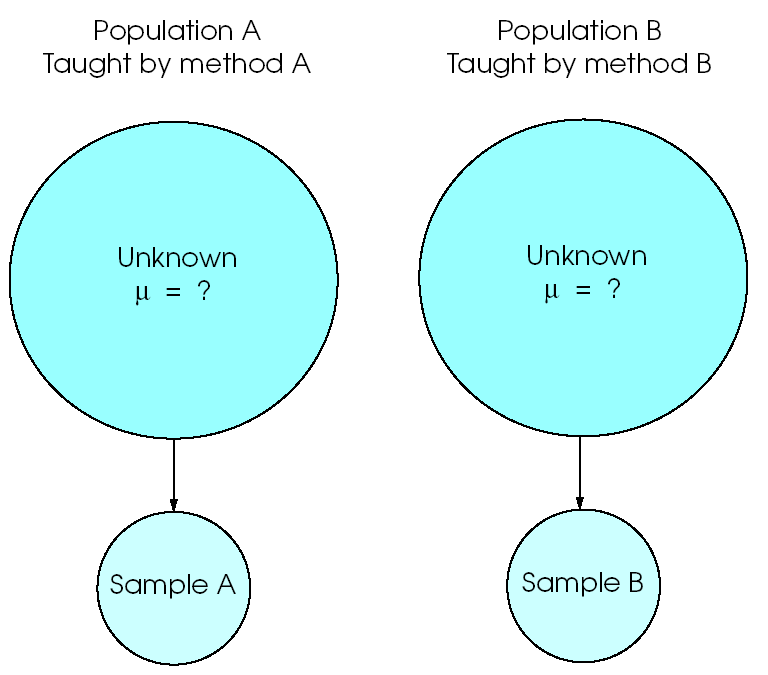 Population A
Taught by method A
Population B
Taught by method B
Unknown
μ = ?
Unknown
μ = ?
Sample A
Sample B